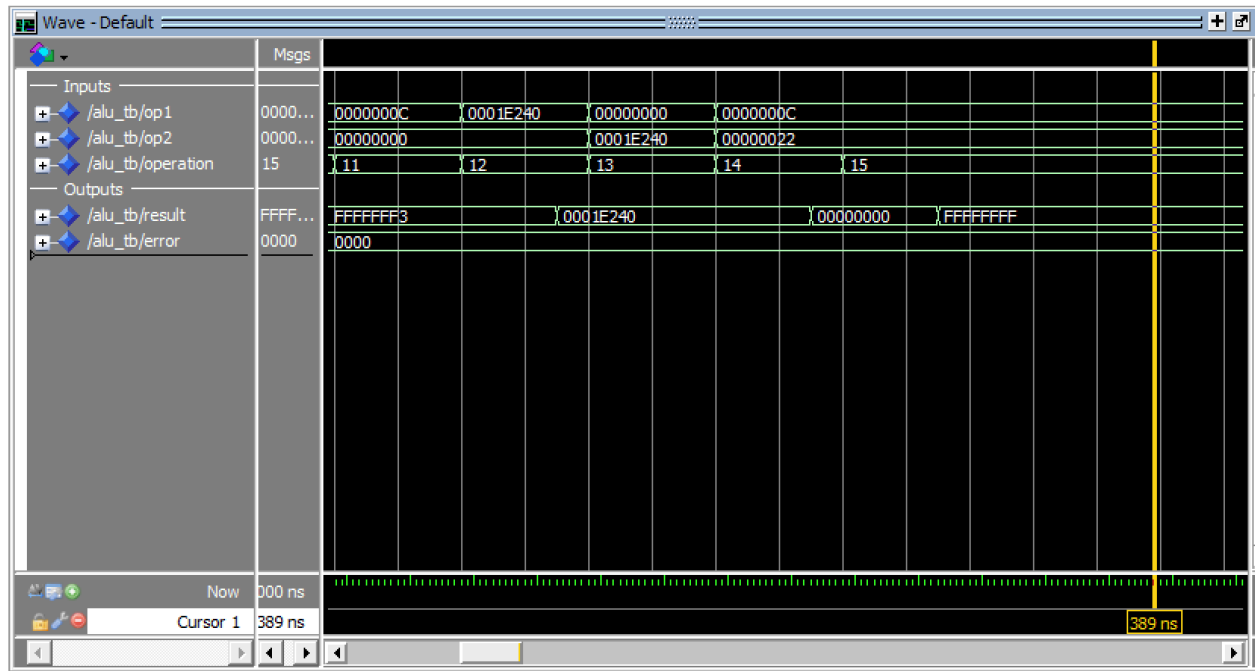 Wave - Default
Msgs
Inputs
/alu_tb/op1 0000... 0000000C 0001E240 00000000 0000000C
/alu_tb/op2 0000... 00000000 0001E240 00000022
/alu_tb/operation 15 11 12 13 14 15
Outputs
/alu_tb/result FFFF... FFFFFFF3 0001E240 00000000 FFFFFFFF
/alu_tb/error 0000 0000
Now 000 ns
Cursor 1 389 ns 389 ns